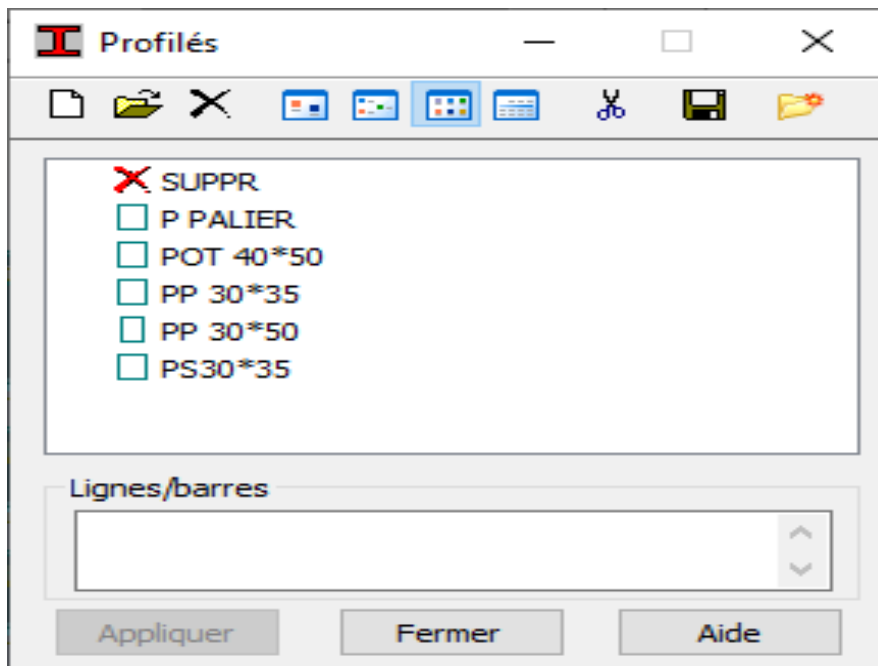 Profilés
SUPPR
P PALIER
POT 40*50
PP 30*35
PP 30*50
PS30*35
Lignes/barres
Appliquer
Fermer
Aide